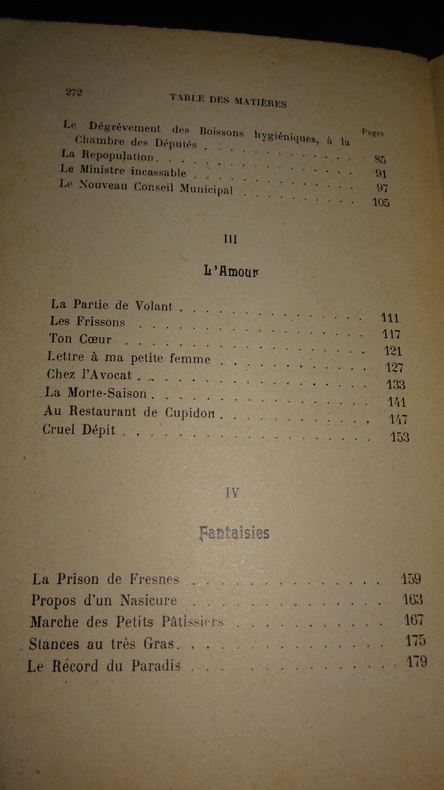 272 TABLE DES MATIÈRES
Pages
Le Dégrèvement des Boissons hygiéniques, à la
Chambre des Députés . . . . . . . . . . . 85
La Repopulation. . . . . . . . . . . . . . 91
Le Ministre incassable . . . . . . . . . . . 97
Le Nouveau Conseil Municipal . . . . . . . . 105
III
L'Amour
La Partie de Volant . . . . . . . . . . . . 111
Les Frissons . . . . . . . . . . . . . . 117
Ton Cœur . . . . . . . . . . . . . . . 121
Lettre à ma petite femme . . . . . . . . . 127
Chez l'Avocat . . . . . . . . . . . . . . 133
La Morte-Saison . . . . . . . . . . . . . 141
Au Restaurant de Cupidon . . . . . . . . . 147
Cruel Dépit . . . . . . . . . . . . . . . 153
IV
Fantaisies
La Prison de Fresnes . . . . . . . . . . . 159
Propos d'un Nasicure . . . . . . . . . . . 163
Marche des Petits Pâtissiers . . . . . . . . 167
Stances au très Gras. . . . . . . . . . . . 175
Le Récord du Paradis . . . . . . . . . . . 179